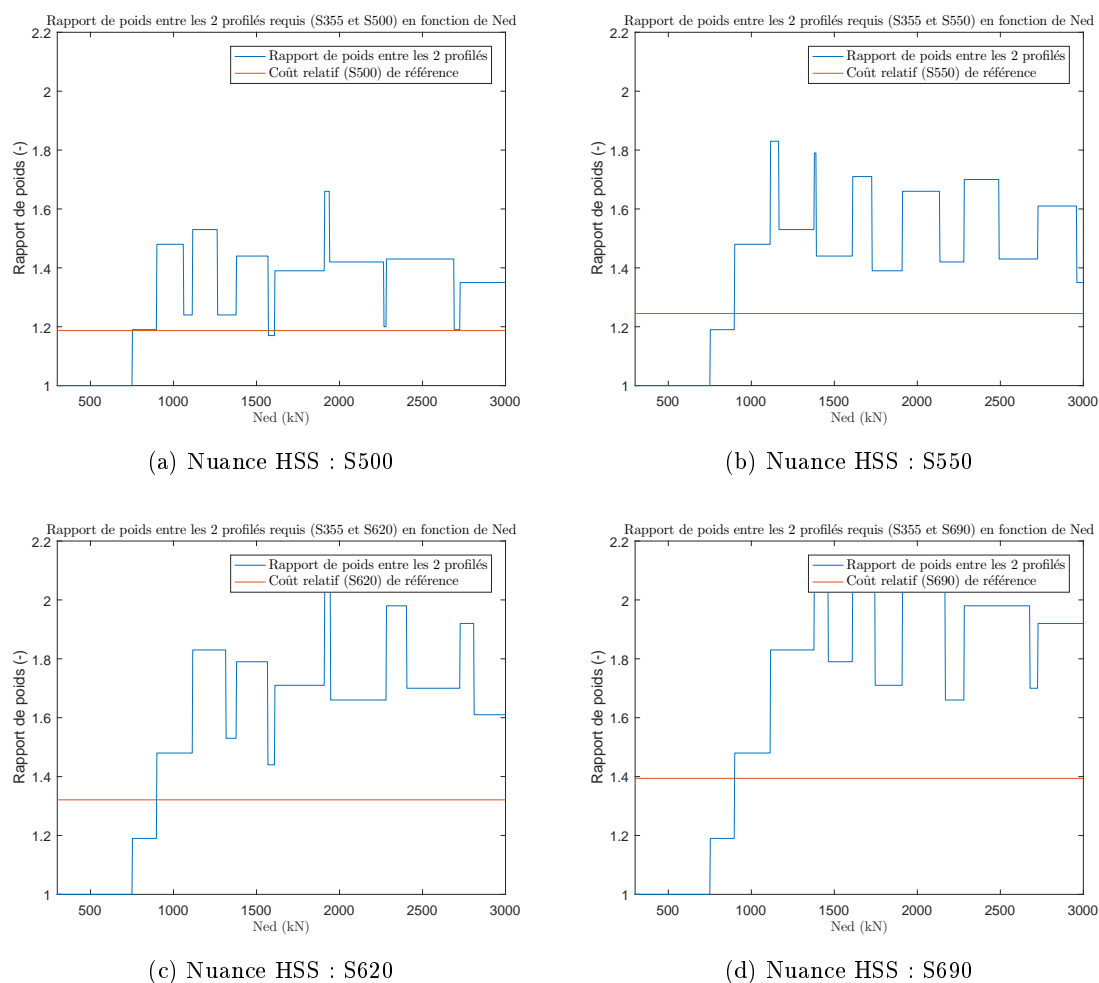 Rapport de poids entre les 2 profilés requis (S355 et S500) en fonction de Ned
2.2
2
1.8
1.6
1.4
1.2
1
Rapport de poids (-)
Rapport de poids entre les 2 profilés
Coût relatif (S500) de référence
500 1000 1500 2000 2500 3000
Ned (kN)
(a) Nuance HSS : S500
Rapport de poids entre les 2 profilés requis (S355 et S550) en fonction de Ned
2.2
2
1.8
1.6
1.4
1.2
1
Rapport de poids (-)
Rapport de poids entre les 2 profilés
Coût relatif (S550) de référence
500 1000 1500 2000 2500 3000
Ned (kN)
(b) Nuance HSS : S550
Rapport de poids entre les 2 profilés requis (S355 et S620) en fonction de Ned
2.2
2
1.8
1.6
1.4
1.2
1
Rapport de poids (-)
Rapport de poids entre les 2 profilés
Coût relatif (S620) de référence
500 1000 1500 2000 2500 3000
Ned (kN)
(c) Nuance HSS : S620
Rapport de poids entre les 2 profilés requis (S355 et S690) en fonction de Ned
2.2
2
1.8
1.6
1.4
1.2
1
Rapport de poids (-)
Rapport de poids entre les 2 profilés
Coût relatif (S690) de référence
500 1000 1500 2000 2500 3000
Ned (kN)
(d) Nuance HSS : S690